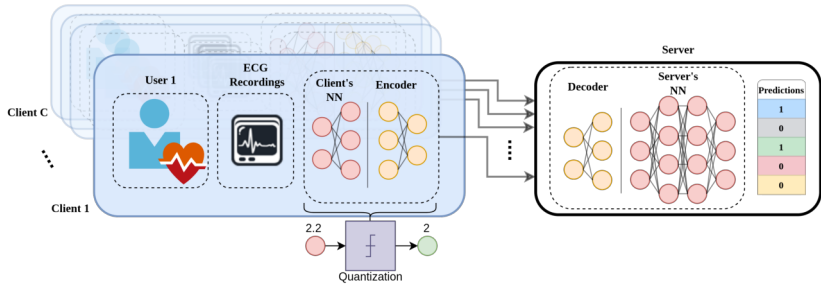 Server
User 1
ECG
Recordings
Client's
NN
Encoder
Decoder
Server's
NN
Predictions
1
0
1
0
0
Client C
Client 1
2.2
2
Quantization